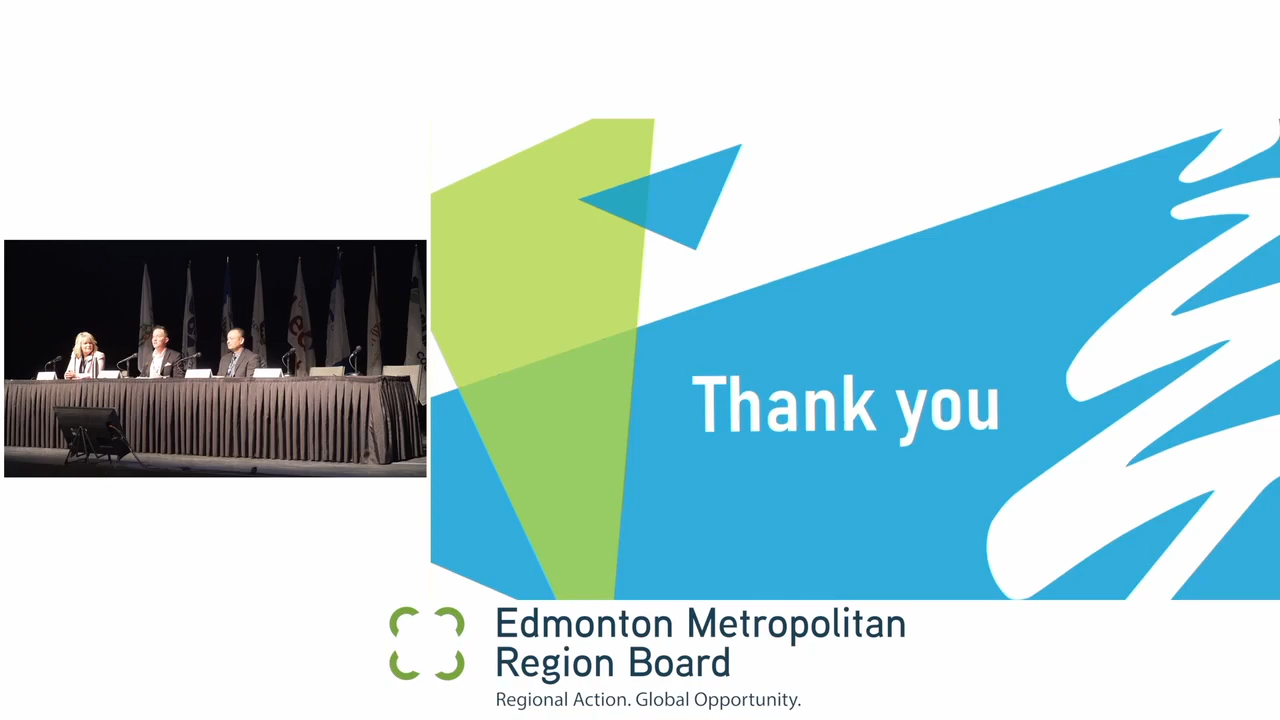 Thank you
Edmonton Metropolitan
Region Board
Regional Action. Global Opportunity.